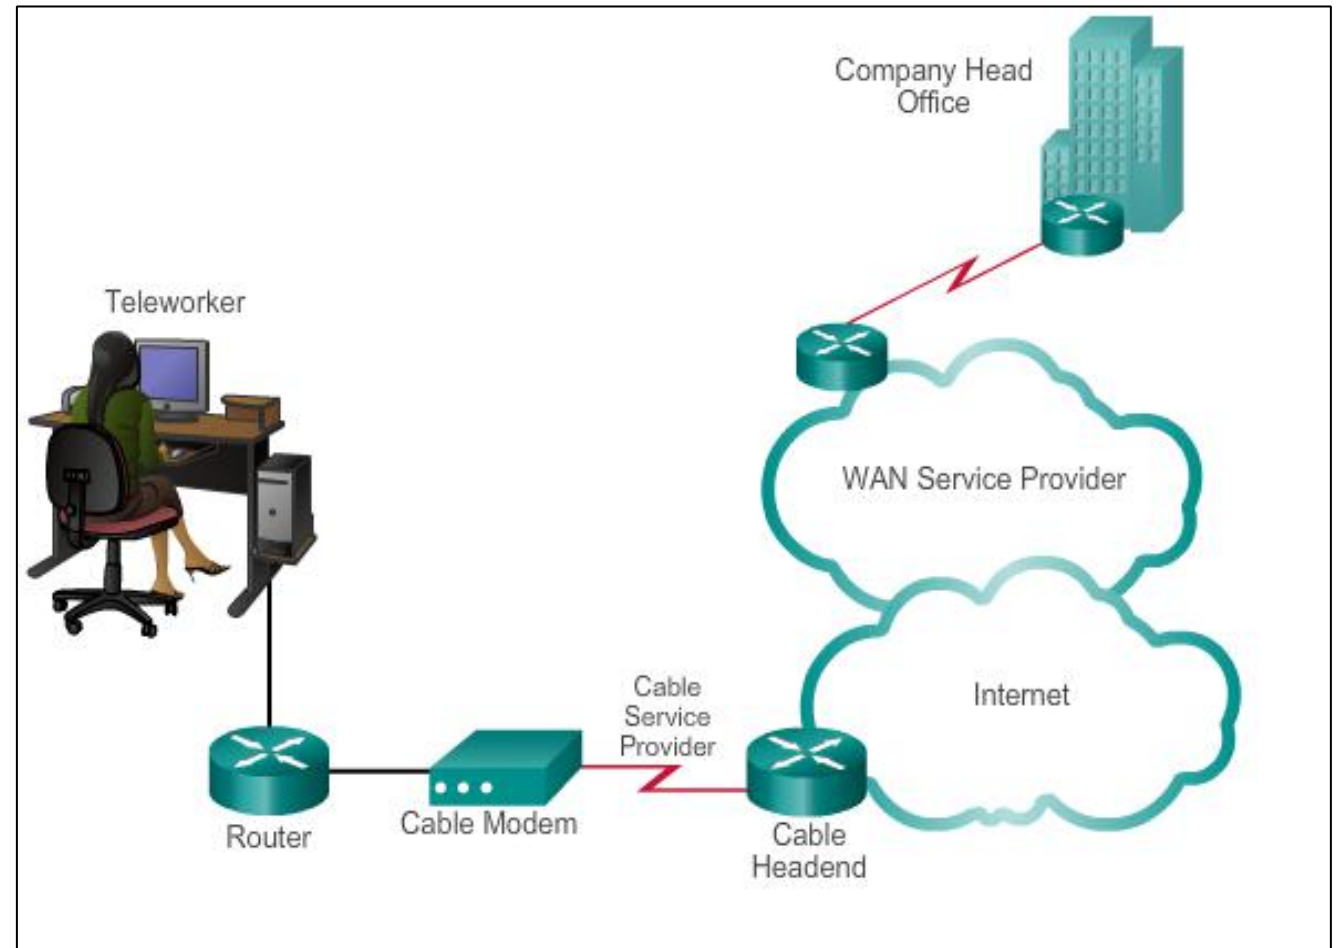 Company Head
Office
Teleworker
WAN Service Provider
Internet
Cable
Service
Provider
Router
Cable Modem
Cable
Headend